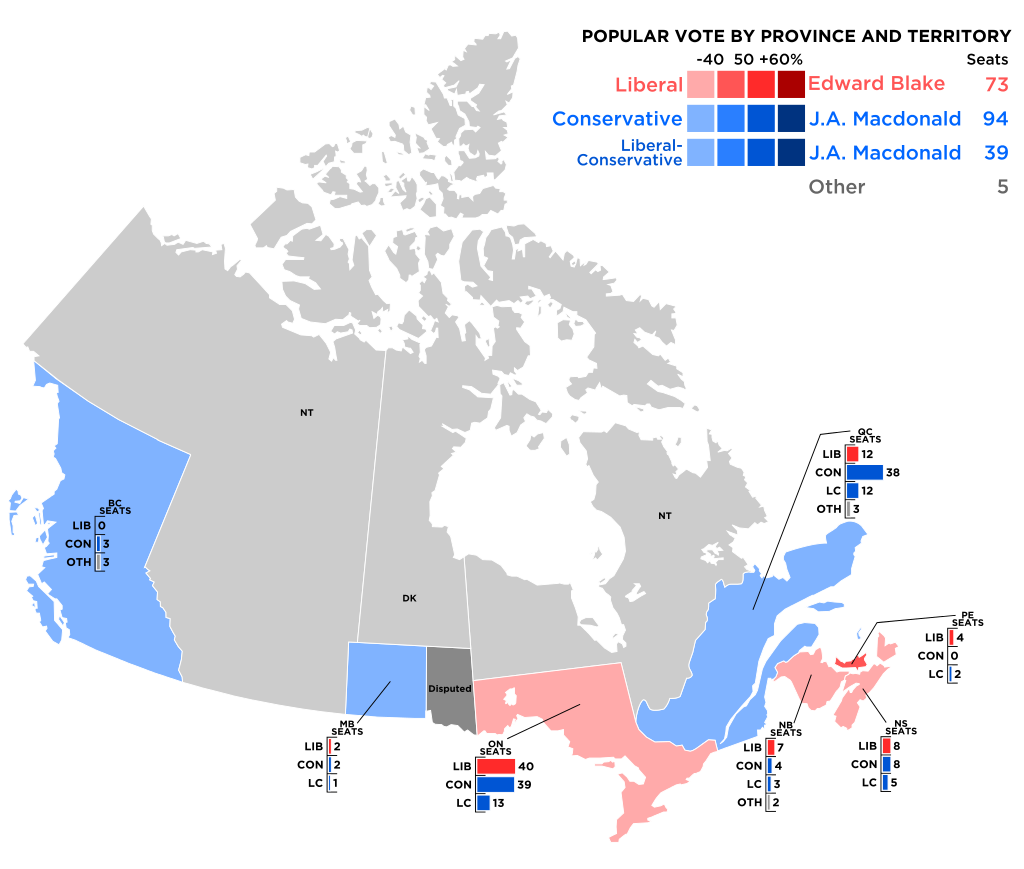 POPULAR VOTE BY PROVINCE AND TERRITORY
-40 50 +60% Seats
Liberal Edward Blake 73
Conservative J.A. Macdonald 94
Liberal-
Conservative J.A. Macdonald 39
Other 5
NT
QC
SEATS
LIB 12
CON 38
LC 12
OTH 3
BC
SEATS
LIB 0
CON 3
OTH 3
NT
DK
PE
SEATS
LIB 4
CON 0
LC 2
Disputed
MB
SEATS
LIB 2
CON 2
LC 1
ON
SEATS
LIB 40
CON 39
LC 13
NB
SEATS
LIB 7
CON 4
LC 3
OTH 2
NS
SEATS
LIB 8
CON 8
LC 5